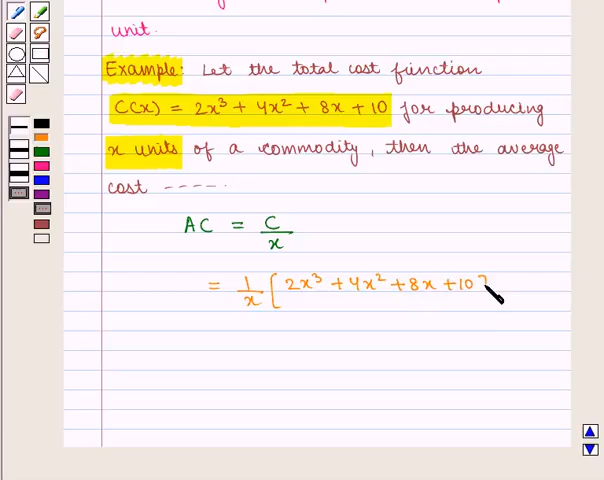 unit.
Example: Let the total cost function
C(x) = 2x³ + 4x² + 8x + 10 for producing
x units of a commodity, then the average
cost -----.
AC = C/x
= 1/x [2x³ + 4x² + 8x + 10]